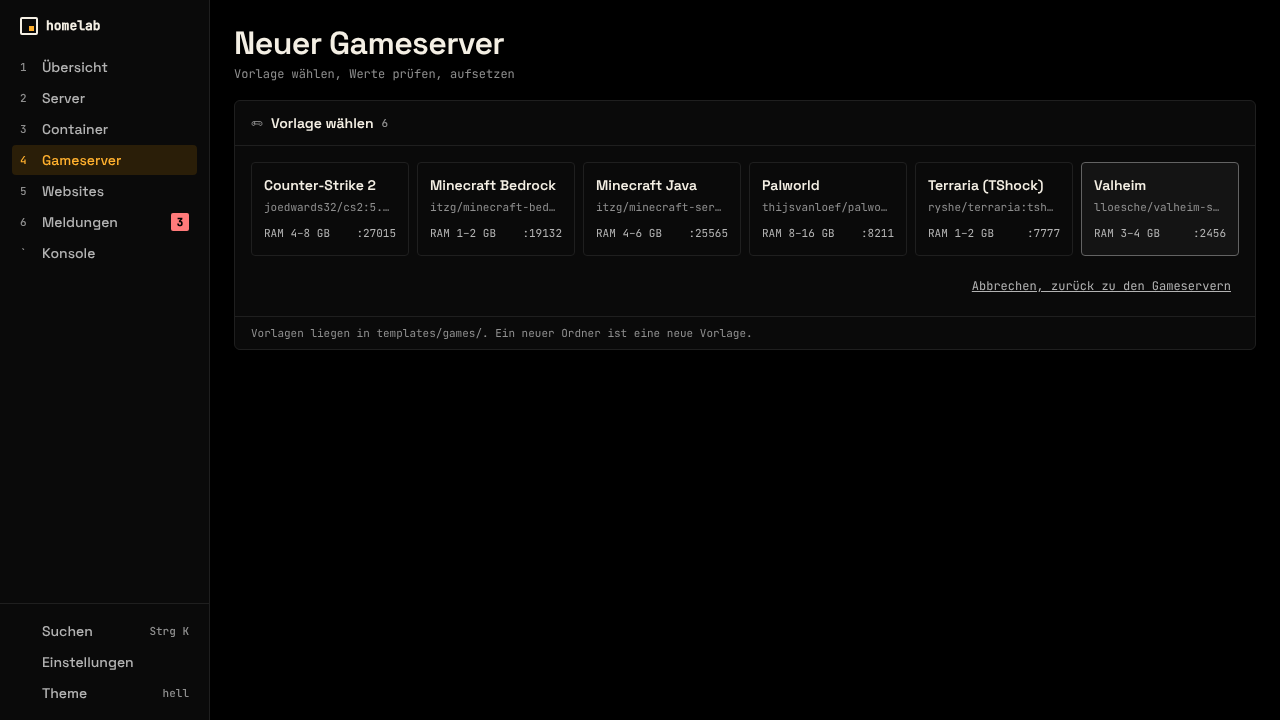 homelab
1 Übersicht
2 Server
3 Container
4 Gameserver
5 Websites
6 Meldungen 3
` Konsole
Suchen Strg K
Einstellungen
Theme hell
Neuer Gameserver
Vorlage wählen, Werte prüfen, aufsetzen
Vorlage wählen 6
Counter-Strike 2
joedwards32/cs2:5.…
RAM 4–8 GB :27015
Minecraft Bedrock
itzg/minecraft-bed…
RAM 1–2 GB :19132
Minecraft Java
itzg/minecraft-ser…
RAM 4–6 GB :25565
Palworld
thijsvanloef/palwo…
RAM 8–16 GB :8211
Terraria (TShock)
ryshe/terraria:tsh…
RAM 1–2 GB :7777
Valheim
lloesche/valheim-s…
RAM 3–4 GB :2456
Abbrechen, zurück zu den Gameservern
Vorlagen liegen in templates/games/. Ein neuer Ordner ist eine neue Vorlage.